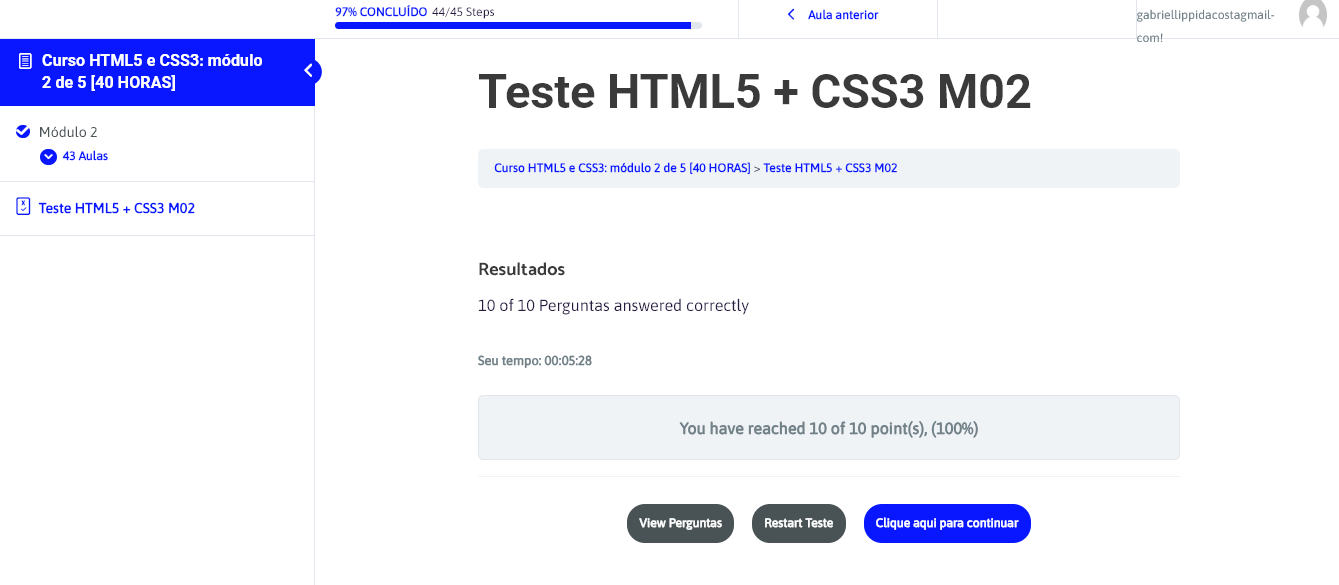 97% CONCLUÍDO 44/45 Steps
Aula anterior
gabriellippidacostagmail-
com!
Curso HTML5 e CSS3: módulo
2 de 5 [40 HORAS]
Módulo 2
43 Aulas
Teste HTML5 + CSS3 M02
Teste HTML5 + CSS3 M02
Curso HTML5 e CSS3: módulo 2 de 5 [40 HORAS] > Teste HTML5 + CSS3 M02
Resultados
10 of 10 Perguntas answered correctly
Seu tempo: 00:05:28
You have reached 10 of 10 point(s), (100%)
View Perguntas
Restart Teste
Clique aqui para continuar